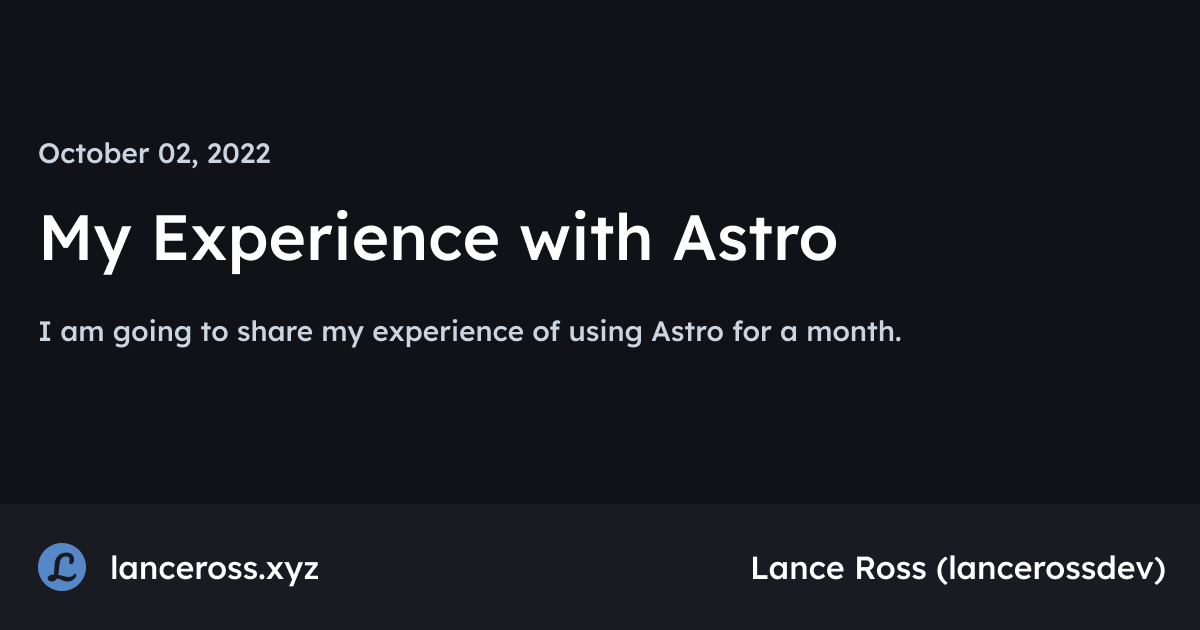 October 02, 2022
My Experience with Astro
I am going to share my experience of using Astro for a month.
L lanceross.xyz
Lance Ross (lancerossdev)